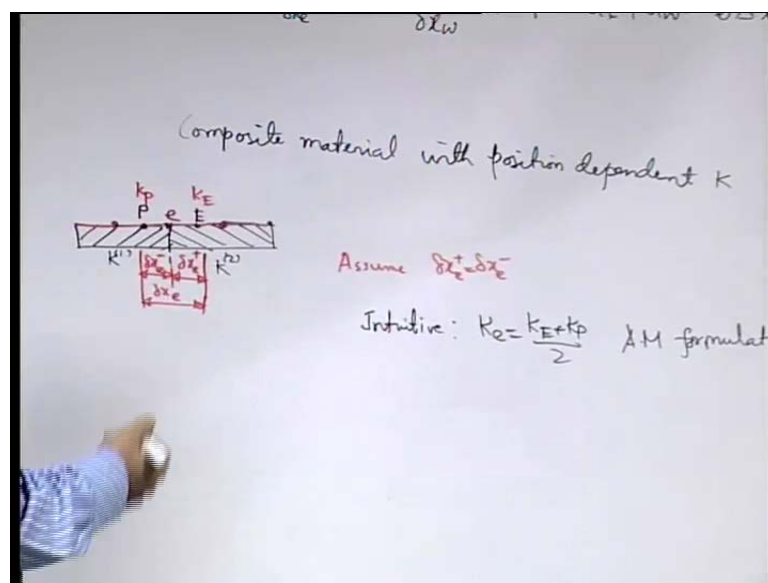 δx_w
Composite material with position dependent K
k_P k_E
P e E
K⁽¹⁾ δx_e⁻ δx_e⁺ K⁽²⁾
δx_e
Assume δx_e⁺=δx_e⁻
Intuitive: K_e = (k_E+k_P)/2 AM formulat